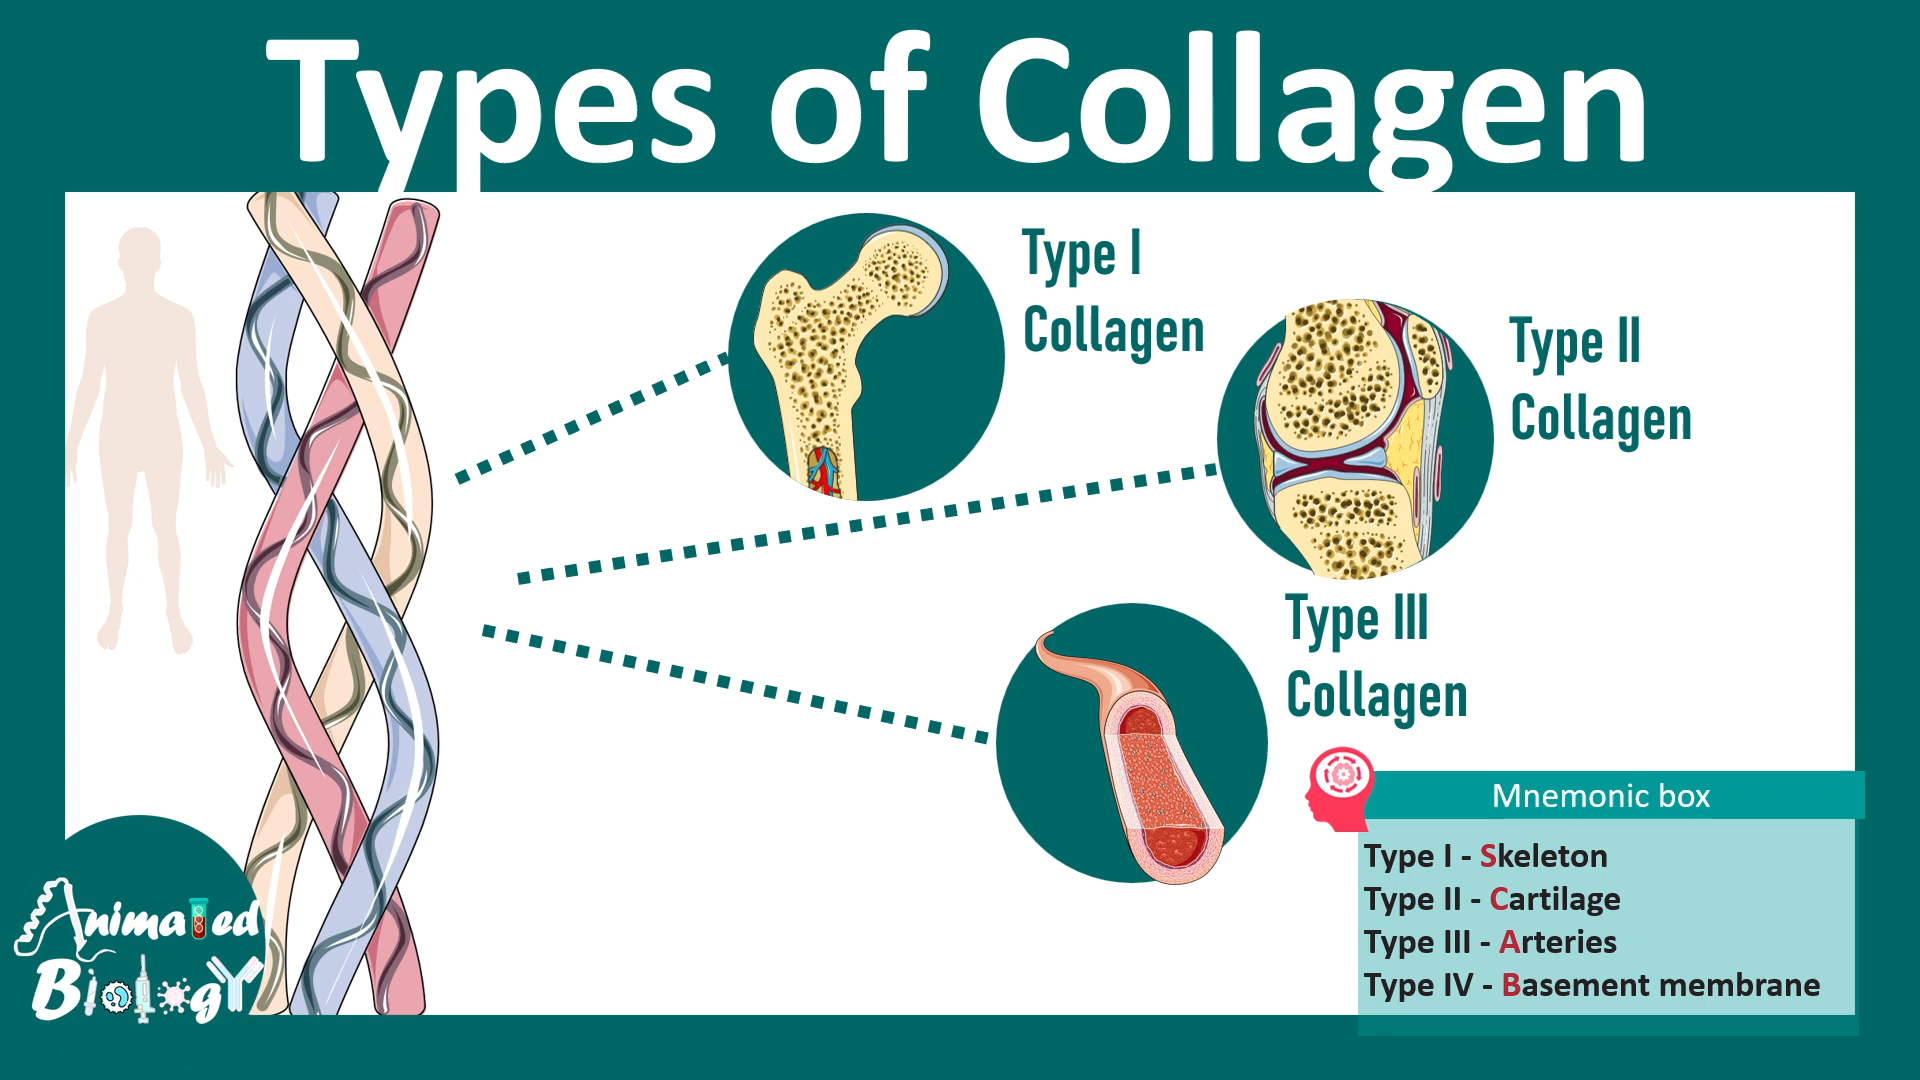 Types of Collagen
Type I
Collagen
Type II
Collagen
Type III
Collagen
Mnemonic box
Type I - Skeleton
Type II - Cartilage
Type III - Arteries
Type IV - Basement membrane
Animated
Biology